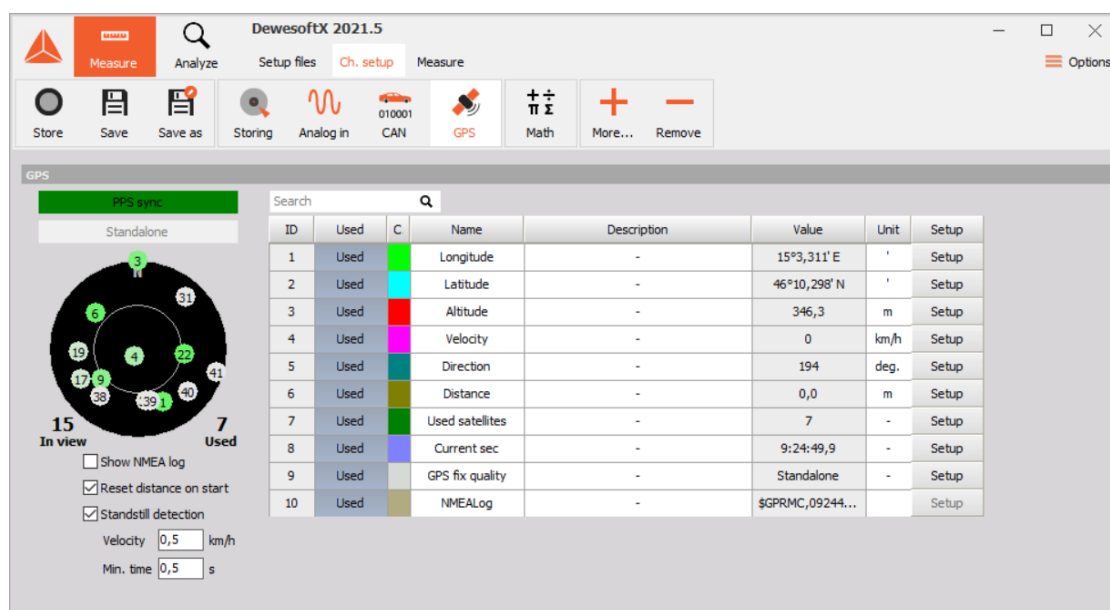 DewesoftX 2021.5
Measure Analyze Setup files Ch. setup Measure Options
010001
Store Save Save as Storing Analog in CAN GPS Math More... Remove
GPS
PPS sync
Standalone
3
N
31
6
19 4 22
17 9 41
38 39 1 40
15 7
In view Used
Show NMEA log
Reset distance on start
Standstill detection
Velocity 0,5 km/h
Min. time 0,5 s
Search
ID Used C Name Description Value Unit Setup
1 Used Longitude - 15°3,311' E ' Setup
2 Used Latitude - 46°10,298' N ' Setup
3 Used Altitude - 346,3 m Setup
4 Used Velocity - 0 km/h Setup
5 Used Direction - 194 deg. Setup
6 Used Distance - 0,0 m Setup
7 Used Used satellites - 7 - Setup
8 Used Current sec - 9:24:49,9 - Setup
9 Used GPS fix quality - Standalone - Setup
10 Used NMEALog - $GPRMC,09244... Setup